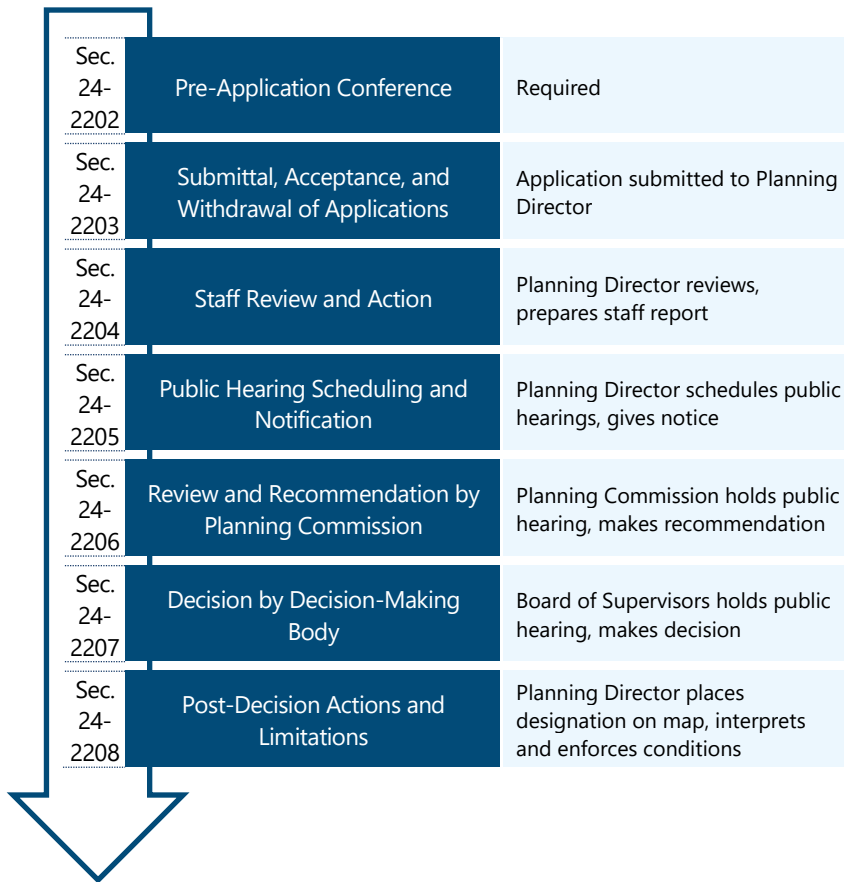 Sec.
24-
2202
Pre-Application Conference
Required
Sec.
24-
2203
Submittal, Acceptance, and
Withdrawal of Applications
Application submitted to Planning
Director
Sec.
24-
2204
Staff Review and Action
Planning Director reviews,
prepares staff report
Sec.
24-
2205
Public Hearing Scheduling and
Notification
Planning Director schedules public
hearings, gives notice
Sec.
24-
2206
Review and Recommendation by
Planning Commission
Planning Commission holds public
hearing, makes recommendation
Sec.
24-
2207
Decision by Decision-Making
Body
Board of Supervisors holds public
hearing, makes decision
Sec.
24-
2208
Post-Decision Actions and
Limitations
Planning Director places
designation on map, interprets
and enforces conditions